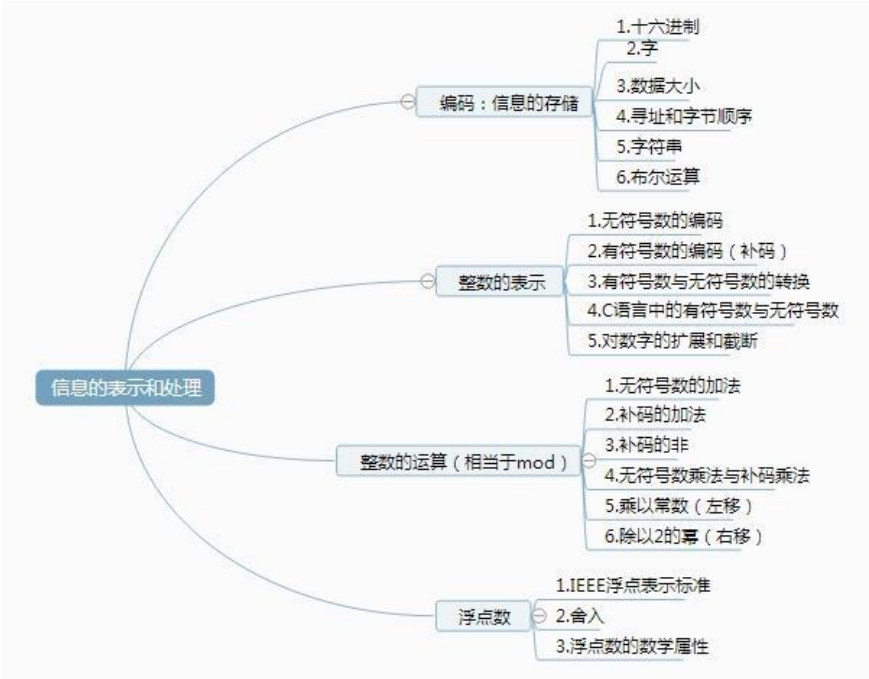 信息的表示和处理
编码：信息的存储
1.十六进制
2.字
3.数据大小
4.寻址和字节顺序
5.字符串
6.布尔运算
整数的表示
1.无符号数的编码
2.有符号数的编码（补码）
3.有符号数与无符号数的转换
4.C语言中的有符号数与无符号数
5.对数字的扩展和截断
整数的运算（相当于mod）
1.无符号数的加法
2.补码的加法
3.补码的非
4.无符号数乘法与补码乘法
5.乘以常数（左移）
6.除以2的幂（右移）
浮点数
1.IEEE浮点表示标准
2.舍入
3.浮点数的数学属性